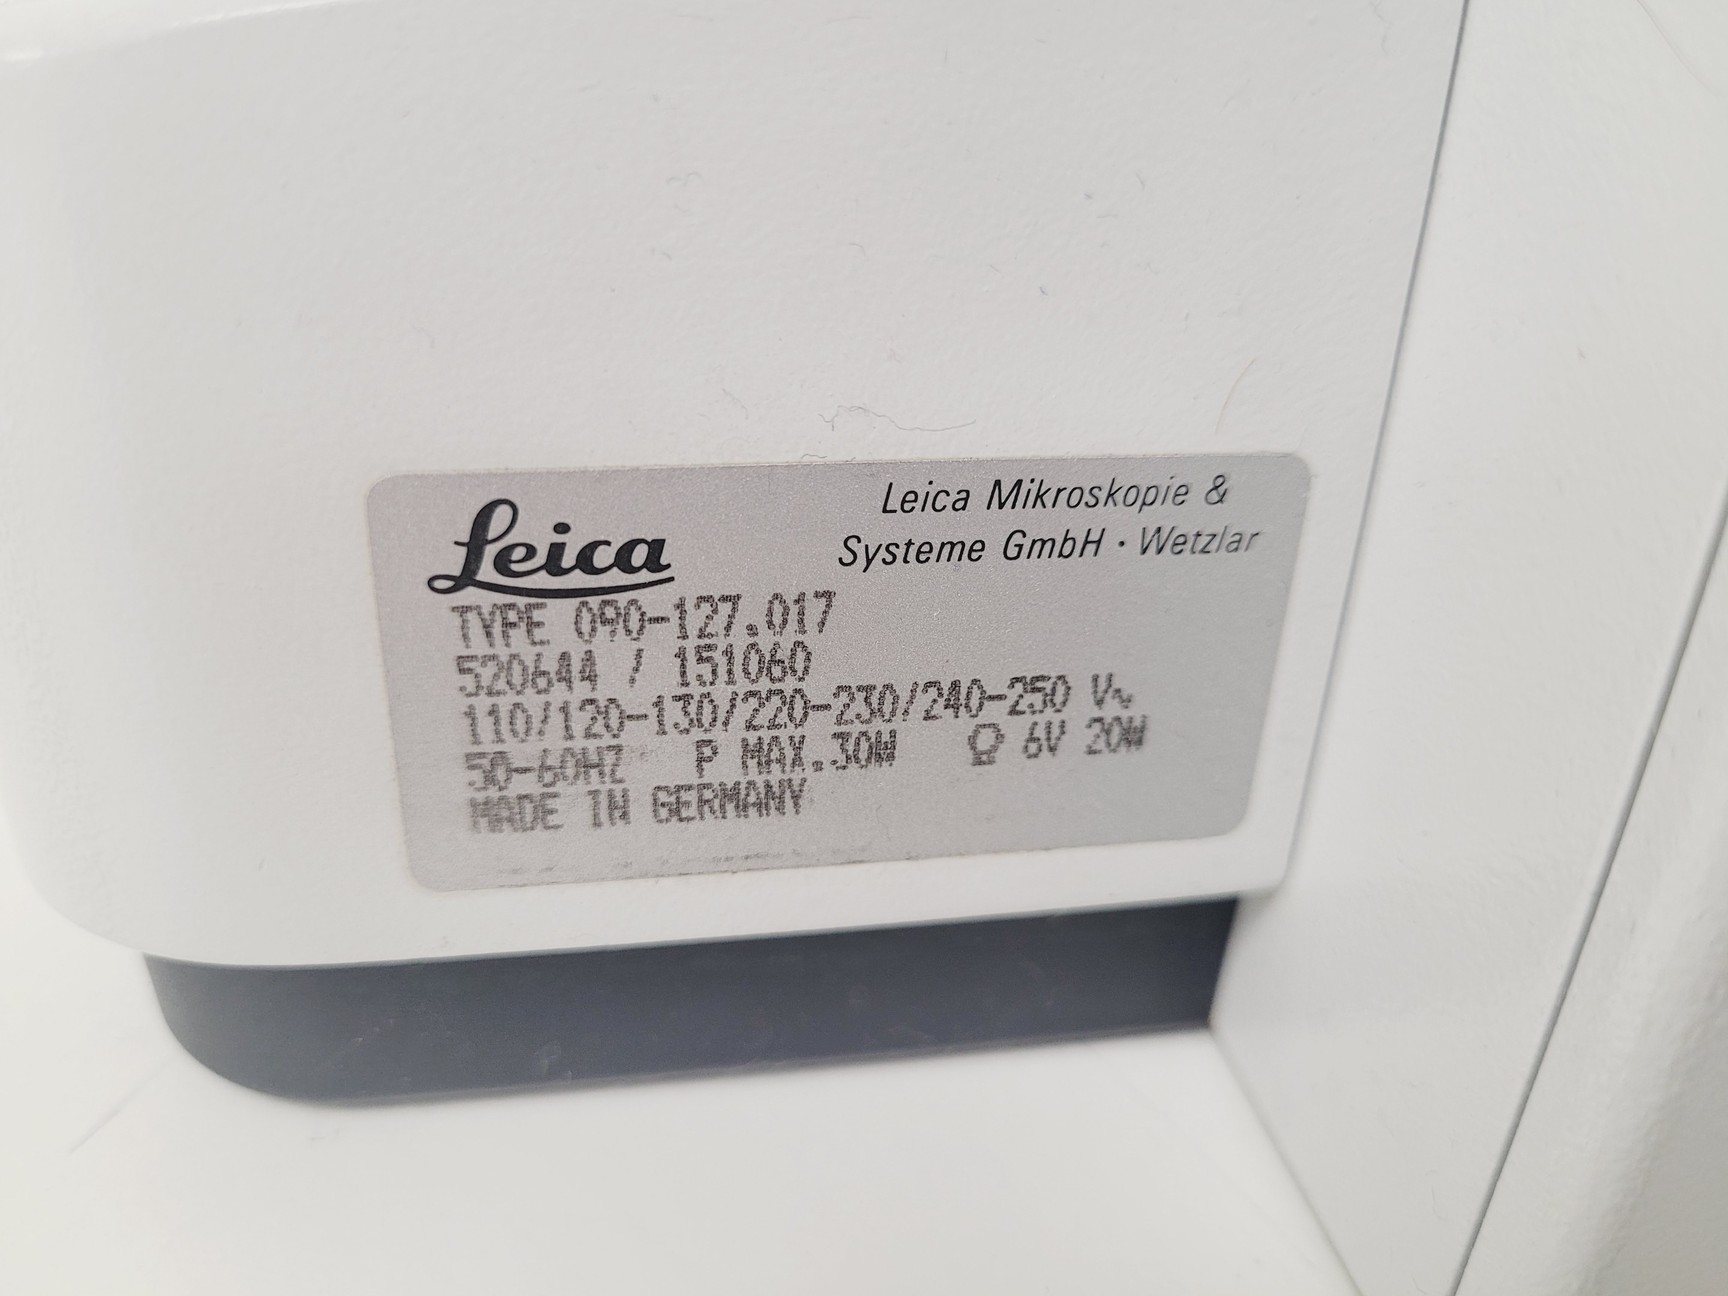 Leica
Leica Mikroskopie &
Systeme GmbH · Wetzlar
TYPE 090-127.017
520644 / 151060
110/120-130/220-230/240-250 V~
50-60HZ P MAX.30W 6V 20W
MADE IN GERMANY